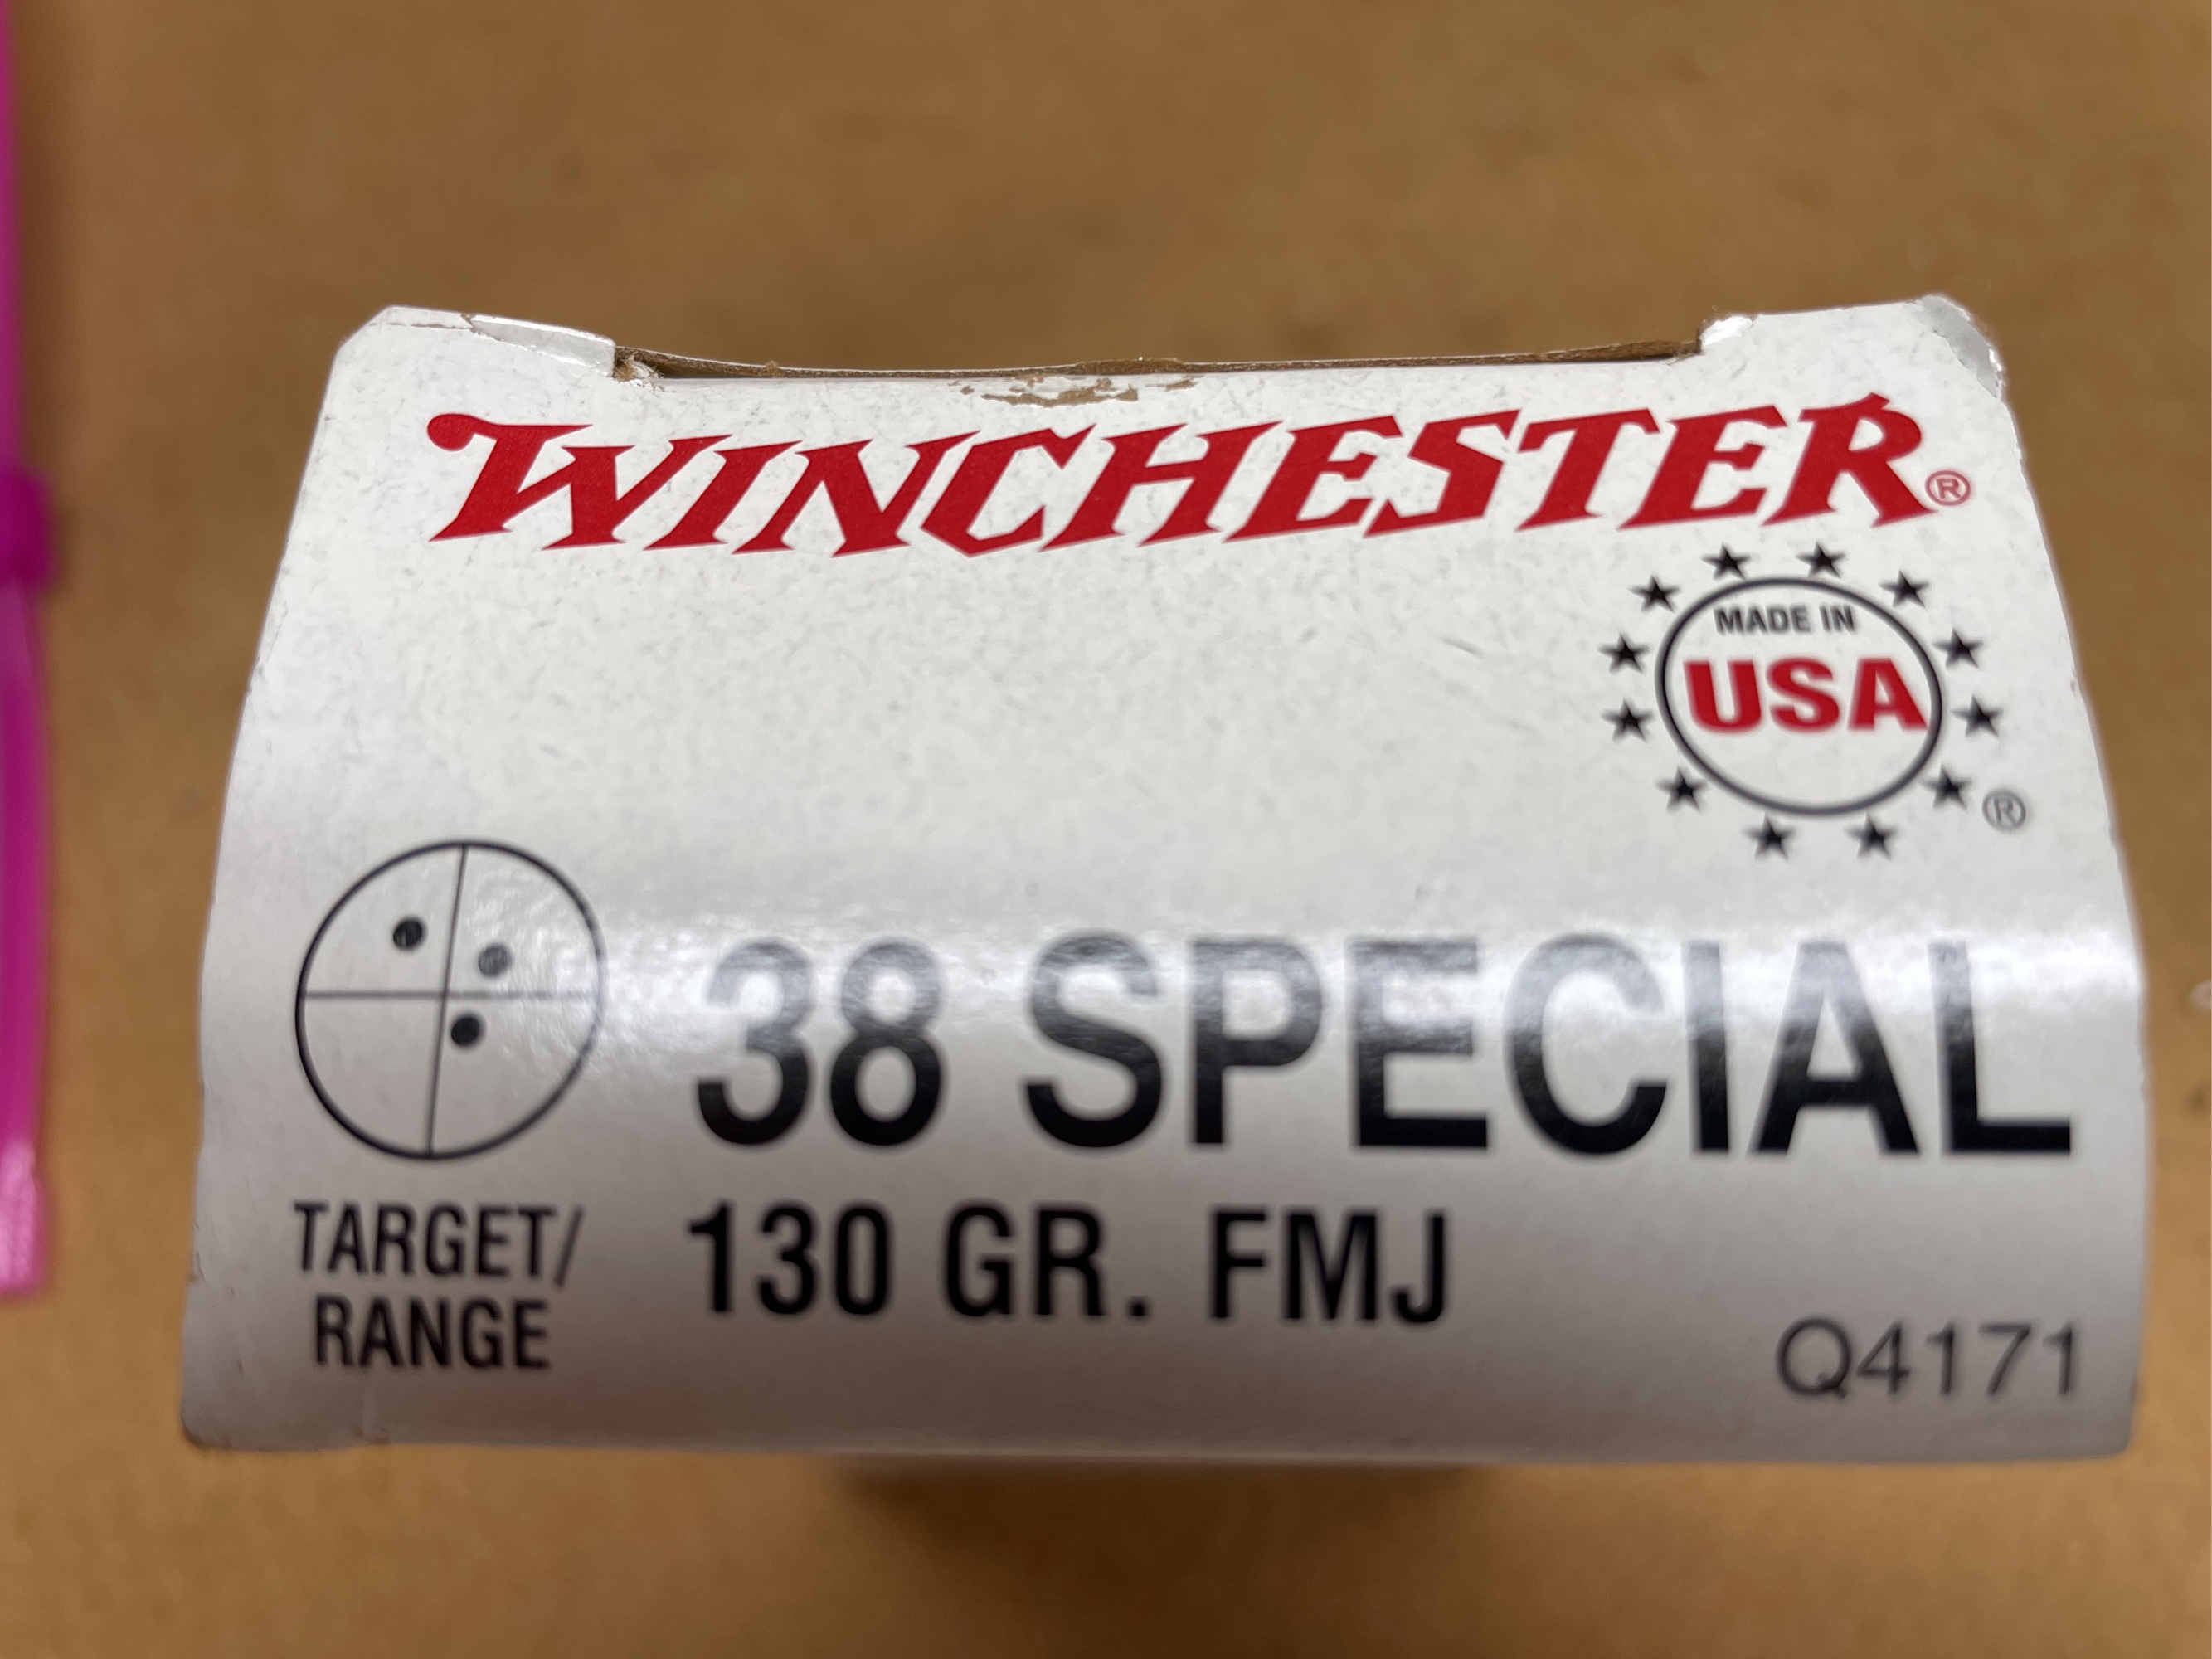 WINCHESTER®
MADE IN
USA
®
38 SPECIAL
TARGET/
RANGE
130 GR. FMJ
Q4171